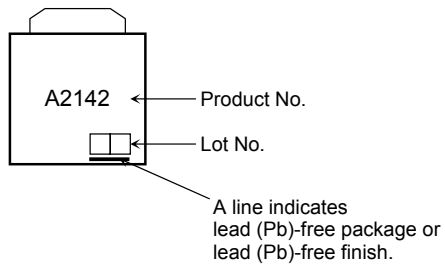 A2142
Product No.
Lot No.
A line indicates
lead (Pb)-free package or
lead (Pb)-free finish.